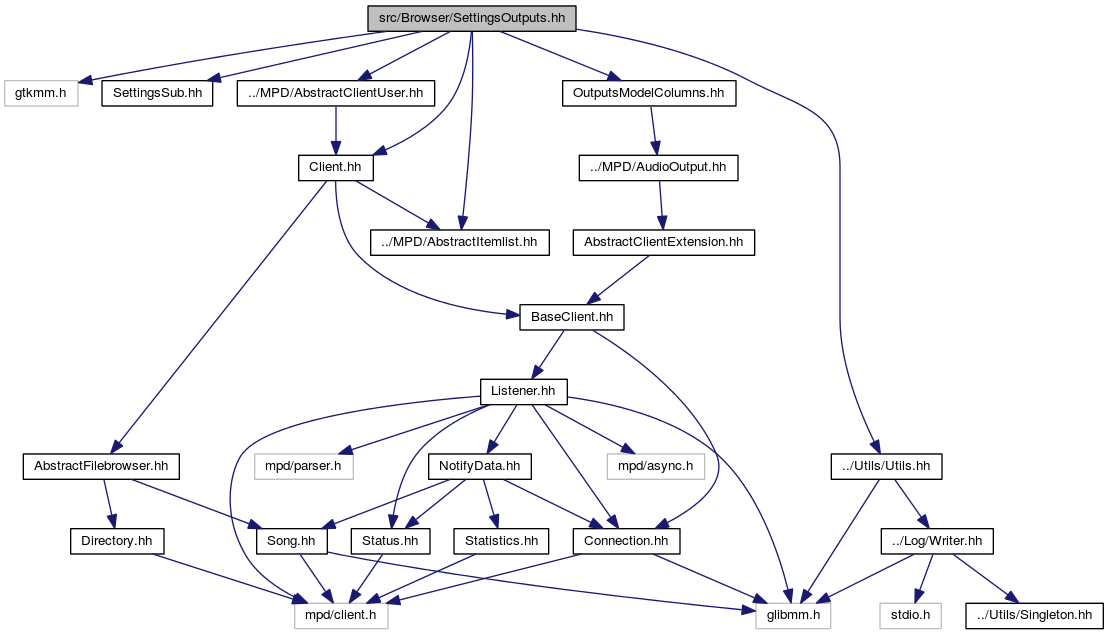 src/Browser/SettingsOutputs.hh
gtkmm.h
SettingsSub.hh
../MPD/AbstractClientUser.hh
OutputsModelColumns.hh
Client.hh
../MPD/AudioOutput.hh
../MPD/AbstractItemlist.hh
AbstractClientExtension.hh
BaseClient.hh
Listener.hh
AbstractFilebrowser.hh
mpd/parser.h
NotifyData.hh
mpd/async.h
../Utils/Utils.hh
Directory.hh
Song.hh
Status.hh
Statistics.hh
Connection.hh
../Log/Writer.hh
mpd/client.h
glibmm.h
stdio.h
../Utils/Singleton.hh